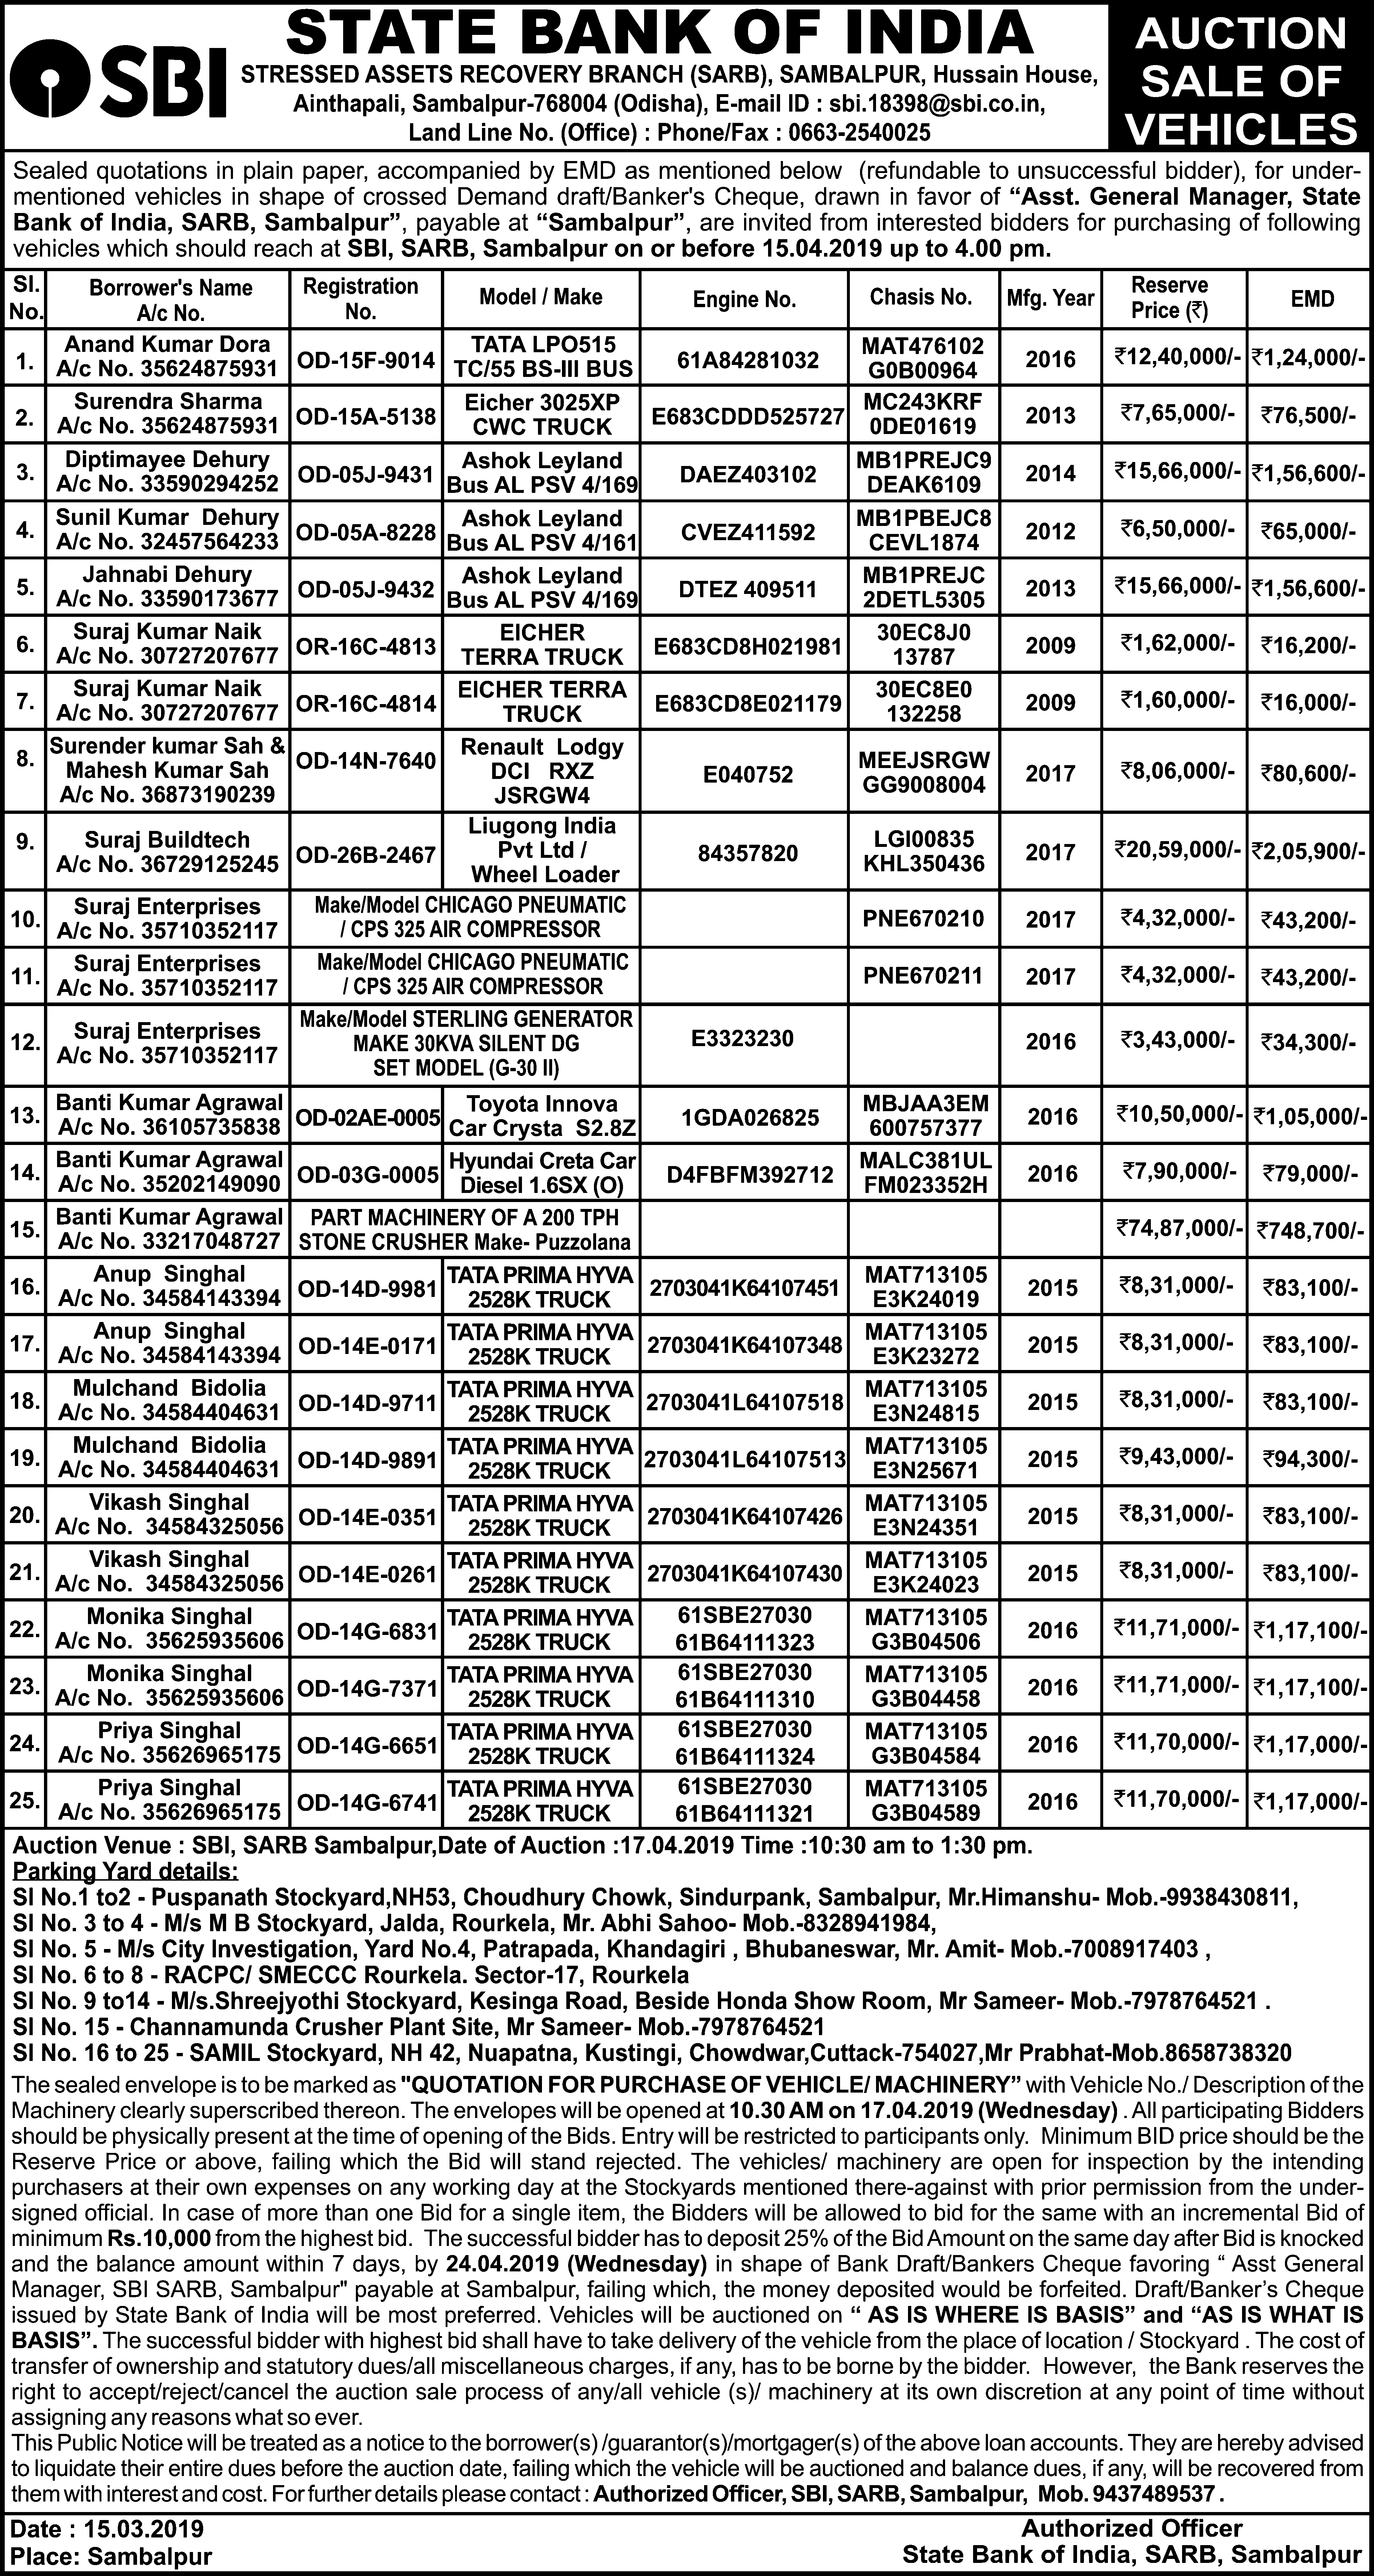 SBI
STATE BANK OF INDIA
STRESSED ASSETS RECOVERY BRANCH (SARB), SAMBALPUR, Hussain House,
Ainthapali, Sambalpur-768004 (Odisha), E-mail ID : sbi.18398@sbi.co.in,
Land Line No. (Office) : Phone/Fax : 0663-2540025
AUCTION
SALE OF
VEHICLES
Sealed quotations in plain paper, accompanied by EMD as mentioned below (refundable to unsuccessful bidder), for under-
mentioned vehicles in shape of crossed Demand draft/Banker's Cheque, drawn in favor of “Asst. General Manager, State
Bank of India, SARB, Sambalpur”, payable at “Sambalpur”, are invited from interested bidders for purchasing of following
vehicles which should reach at SBI, SARB, Sambalpur on or before 15.04.2019 up to 4.00 pm.
Sl. No. Borrower's Name A/c No. Registration No. Model / Make Engine No. Chasis No. Mfg. Year Reserve Price (₹) EMD
1. Anand Kumar Dora A/c No. 35624875931 OD-15F-9014 TATA LPO515 TC/55 BS-III BUS 61A84281032 MAT476102 G0B00964 2016 ₹12,40,000/- ₹1,24,000/-
2. Surendra Sharma A/c No. 35624875931 OD-15A-5138 Eicher 3025XP CWC TRUCK E683CDDD525727 MC243KRF 0DE01619 2013 ₹7,65,000/- ₹76,500/-
3. Diptimayee Dehury A/c No. 33590294252 OD-05J-9431 Ashok Leyland Bus AL PSV 4/169 DAEZ403102 MB1PREJC9 DEAK6109 2014 ₹15,66,000/- ₹1,56,600/-
4. Sunil Kumar Dehury A/c No. 32457564233 OD-05A-8228 Ashok Leyland Bus AL PSV 4/161 CVEZ411592 MB1PBEJC8 CEVL1874 2012 ₹6,50,000/- ₹65,000/-
5. Jahnabi Dehury A/c No. 33590173677 OD-05J-9432 Ashok Leyland Bus AL PSV 4/169 DTEZ 409511 MB1PREJC 2DETL5305 2013 ₹15,66,000/- ₹1,56,600/-
6. Suraj Kumar Naik A/c No. 30727207677 OR-16C-4813 EICHER TERRA TRUCK E683CD8H021981 30EC8J0 13787 2009 ₹1,62,000/- ₹16,200/-
7. Suraj Kumar Naik A/c No. 30727207677 OR-16C-4814 EICHER TERRA TRUCK E683CD8E021179 30EC8E0 132258 2009 ₹1,60,000/- ₹16,000/-
8. Surender kumar Sah & Mahesh Kumar Sah A/c No. 36873190239 OD-14N-7640 Renault Lodgy DCI RXZ JSRGW4 E040752 MEEJSRGW GG9008004 2017 ₹8,06,000/- ₹80,600/-
9. Suraj Buildtech A/c No. 36729125245 OD-26B-2467 Liugong India Pvt Ltd / Wheel Loader 84357820 LGI00835 KHL350436 2017 ₹20,59,000/- ₹2,05,900/-
10. Suraj Enterprises A/c No. 35710352117 Make/Model CHICAGO PNEUMATIC / CPS 325 AIR COMPRESSOR PNE670210 2017 ₹4,32,000/- ₹43,200/-
11. Suraj Enterprises A/c No. 35710352117 Make/Model CHICAGO PNEUMATIC / CPS 325 AIR COMPRESSOR PNE670211 2017 ₹4,32,000/- ₹43,200/-
12. Suraj Enterprises A/c No. 35710352117 Make/Model STERLING GENERATOR MAKE 30KVA SILENT DG SET MODEL (G-30 II) E3323230 2016 ₹3,43,000/- ₹34,300/-
13. Banti Kumar Agrawal A/c No. 36105735838 OD-02AE-0005 Toyota Innova Car Crysta S2.8Z 1GDA026825 MBJAA3EM 600757377 2016 ₹10,50,000/- ₹1,05,000/-
14. Banti Kumar Agrawal A/c No. 35202149090 OD-03G-0005 Hyundai Creta Car Diesel 1.6SX (O) D4FBFM392712 MALC381UL FM023352H 2016 ₹7,90,000/- ₹79,000/-
15. Banti Kumar Agrawal A/c No. 33217048727 PART MACHINERY OF A 200 TPH STONE CRUSHER Make- Puzzolana ₹74,87,000/- ₹748,700/-
16. Anup Singhal A/c No. 34584143394 OD-14D-9981 TATA PRIMA HYVA 2528K TRUCK 2703041K64107451 MAT713105 E3K24019 2015 ₹8,31,000/- ₹83,100/-
17. Anup Singhal A/c No. 34584143394 OD-14E-0171 TATA PRIMA HYVA 2528K TRUCK 2703041K64107348 MAT713105 E3K23272 2015 ₹8,31,000/- ₹83,100/-
18. Mulchand Bidolia A/c No. 34584404631 OD-14D-9711 TATA PRIMA HYVA 2528K TRUCK 2703041L64107518 MAT713105 E3N24815 2015 ₹8,31,000/- ₹83,100/-
19. Mulchand Bidolia A/c No. 34584404631 OD-14D-9891 TATA PRIMA HYVA 2528K TRUCK 2703041L64107513 MAT713105 E3N25671 2015 ₹9,43,000/- ₹94,300/-
20. Vikash Singhal A/c No. 34584325056 OD-14E-0351 TATA PRIMA HYVA 2528K TRUCK 2703041K64107426 MAT713105 E3N24351 2015 ₹8,31,000/- ₹83,100/-
21. Vikash Singhal A/c No. 34584325056 OD-14E-0261 TATA PRIMA HYVA 2528K TRUCK 2703041K64107430 MAT713105 E3K24023 2015 ₹8,31,000/- ₹83,100/-
22. Monika Singhal A/c No. 35625935606 OD-14G-6831 TATA PRIMA HYVA 2528K TRUCK 61SBE27030 61B64111323 MAT713105 G3B04506 2016 ₹11,71,000/- ₹1,17,100/-
23. Monika Singhal A/c No. 35625935606 OD-14G-7371 TATA PRIMA HYVA 2528K TRUCK 61SBE27030 61B64111310 MAT713105 G3B04458 2016 ₹11,71,000/- ₹1,17,100/-
24. Priya Singhal A/c No. 35626965175 OD-14G-6651 TATA PRIMA HYVA 2528K TRUCK 61SBE27030 61B64111324 MAT713105 G3B04584 2016 ₹11,70,000/- ₹1,17,000/-
25. Priya Singhal A/c No. 35626965175 OD-14G-6741 TATA PRIMA HYVA 2528K TRUCK 61SBE27030 61B64111321 MAT713105 G3B04589 2016 ₹11,70,000/- ₹1,17,000/-
Auction Venue : SBI, SARB Sambalpur,Date of Auction :17.04.2019 Time :10:30 am to 1:30 pm.
Parking Yard details:
Sl No.1 to2 - Puspanath Stockyard,NH53, Choudhury Chowk, Sindurpank, Sambalpur, Mr.Himanshu- Mob.-9938430811,
Sl No. 3 to 4 - M/s M B Stockyard, Jalda, Rourkela, Mr. Abhi Sahoo- Mob.-8328941984,
Sl No. 5 - M/s City Investigation, Yard No.4, Patrapada, Khandagiri , Bhubaneswar, Mr. Amit- Mob.-7008917403 ,
Sl No. 6 to 8 - RACPC/ SMECCC Rourkela. Sector-17, Rourkela
Sl No. 9 to14 - M/s.Shreejyothi Stockyard, Kesinga Road, Beside Honda Show Room, Mr Sameer- Mob.-7978764521 .
Sl No. 15 - Channamunda Crusher Plant Site, Mr Sameer- Mob.-7978764521
Sl No. 16 to 25 - SAMIL Stockyard, NH 42, Nuapatna, Kustingi, Chowdwar,Cuttack-754027,Mr Prabhat-Mob.8658738320
The sealed envelope is to be marked as "QUOTATION FOR PURCHASE OF VEHICLE/ MACHINERY” with Vehicle No./ Description of the
Machinery clearly superscribed thereon. The envelopes will be opened at 10.30 AM on 17.04.2019 (Wednesday) . All participating Bidders
should be physically present at the time of opening of the Bids. Entry will be restricted to participants only. Minimum BID price should be the
Reserve Price or above, failing which the Bid will stand rejected. The vehicles/ machinery are open for inspection by the intending
purchasers at their own expenses on any working day at the Stockyards mentioned there-against with prior permission from the under-
signed official. In case of more than one Bid for a single item, the Bidders will be allowed to bid for the same with an incremental Bid of
minimum Rs.10,000 from the highest bid. The successful bidder has to deposit 25% of the Bid Amount on the same day after Bid is knocked
and the balance amount within 7 days, by 24.04.2019 (Wednesday) in shape of Bank Draft/Bankers Cheque favoring “ Asst General
Manager, SBI SARB, Sambalpur" payable at Sambalpur, failing which, the money deposited would be forfeited. Draft/Banker’s Cheque
issued by State Bank of India will be most preferred. Vehicles will be auctioned on “ AS IS WHERE IS BASIS” and “AS IS WHAT IS
BASIS”. The successful bidder with highest bid shall have to take delivery of the vehicle from the place of location / Stockyard . The cost of
transfer of ownership and statutory dues/all miscellaneous charges, if any, has to be borne by the bidder. However, the Bank reserves the
right to accept/reject/cancel the auction sale process of any/all vehicle (s)/ machinery at its own discretion at any point of time without
assigning any reasons what so ever.
This Public Notice will be treated as a notice to the borrower(s) /guarantor(s)/mortgager(s) of the above loan accounts. They are hereby advised
to liquidate their entire dues before the auction date, failing which the vehicle will be auctioned and balance dues, if any, will be recovered from
them with interest and cost. For further details please contact : Authorized Officer, SBI, SARB, Sambalpur, Mob. 9437489537 .
Date : 15.03.2019
Place: Sambalpur
Authorized Officer
State Bank of India, SARB, Sambalpur